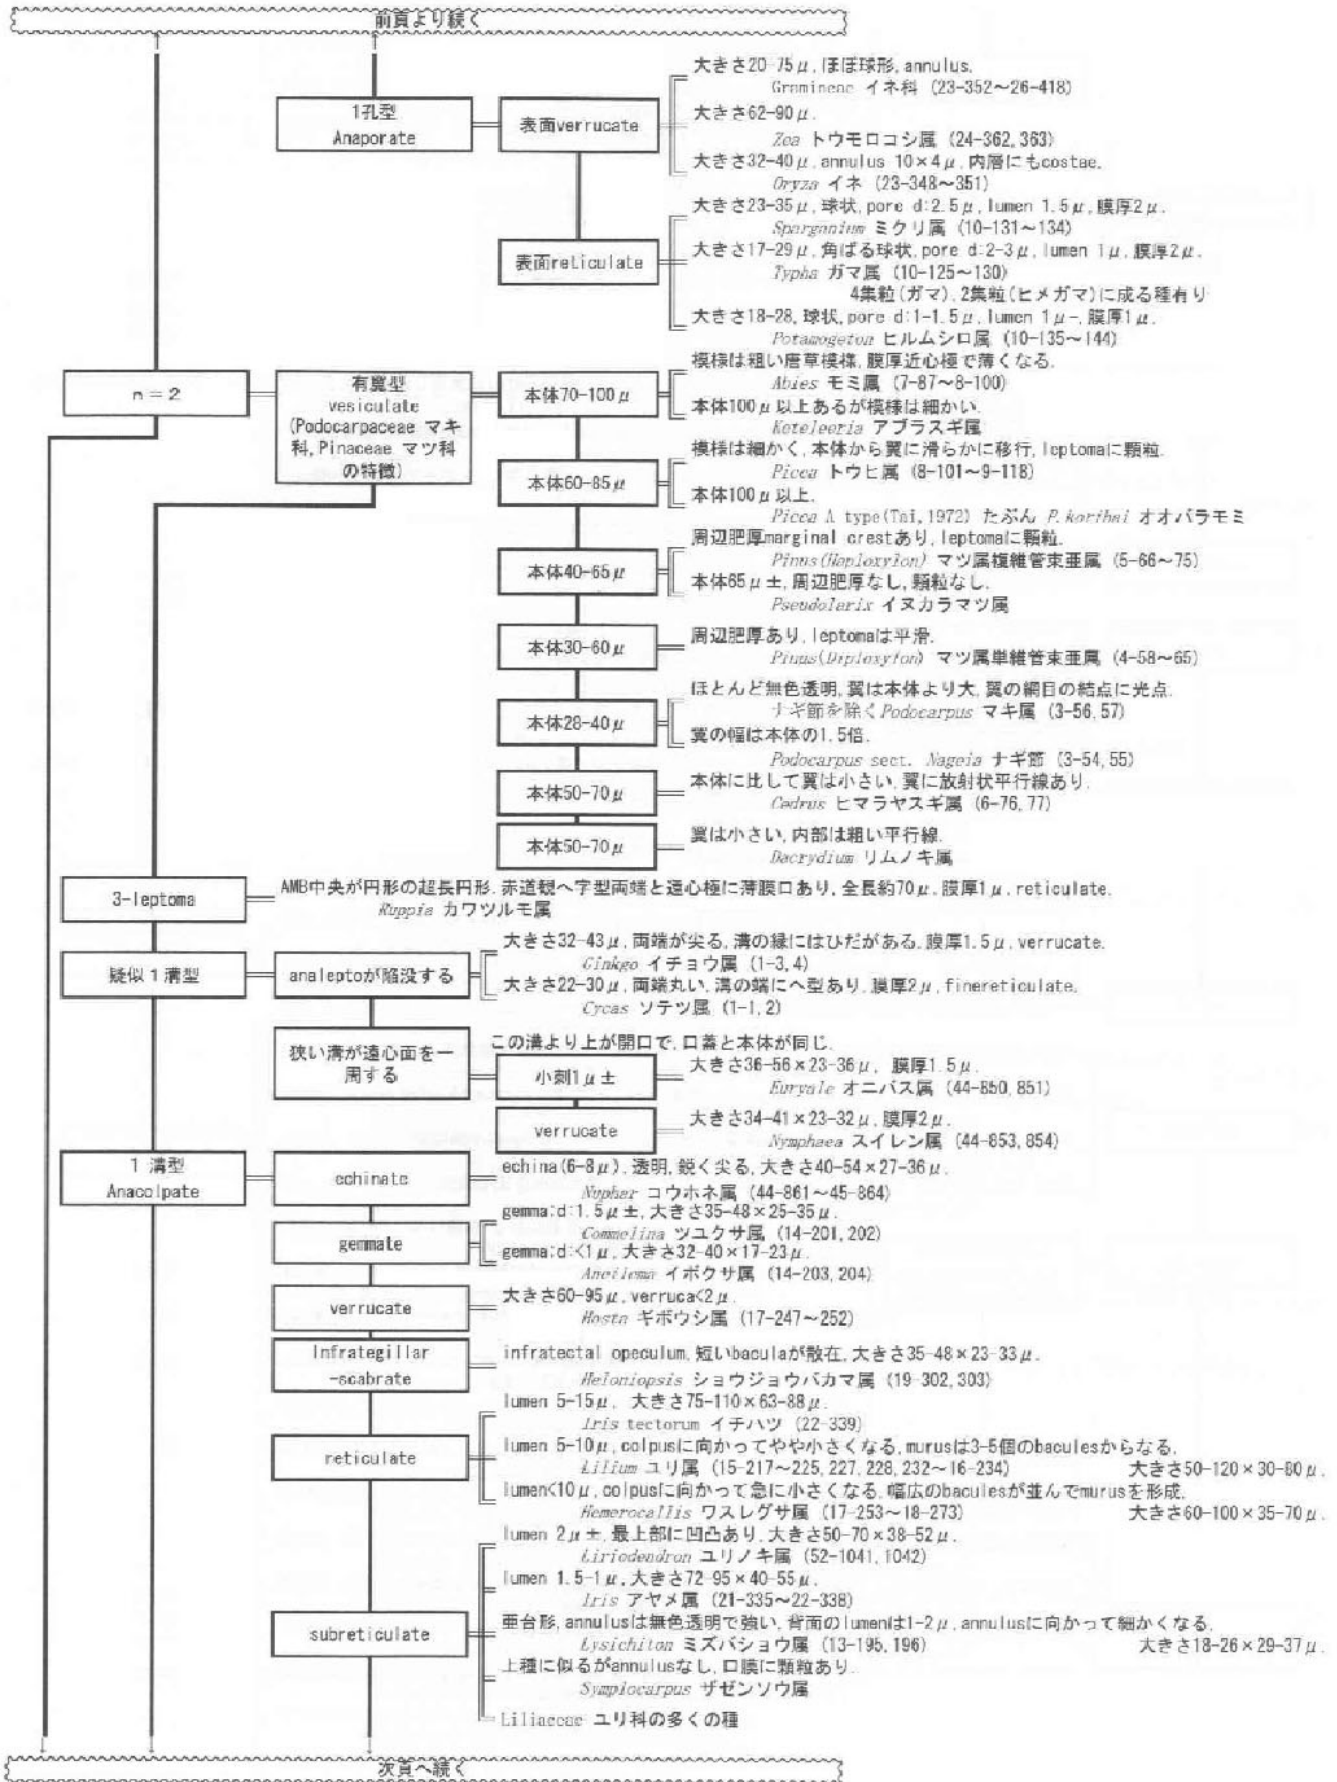 前頁より続く
1孔型
Anaporate
表面verrucate
大きさ20-75μ, ほぼ球形, annulus.
Gramineae イネ科 (23-352～26-418)
大きさ62-90μ.
Zea トウモロコシ属 (24-362, 363)
大きさ32-40μ, annulus 10×4μ, 内層にもcostae.
Oryza イネ (23-348～351)
表面reticulate
大きさ23-35μ, 球状, pore d:2.5μ, lumen 1.5μ, 膜厚2μ.
Sparganium ミクリ属 (10-131～134)
大きさ17-29μ, 角ばる球状, pore d:2-3μ, lumen 1μ, 膜厚2μ.
Typha ガマ属 (10-125～130)
4集粒(ガマ), 2集粒(ヒメガマ)に成る種有り
大きさ18-28, 球状, pore d:1-1.5μ, lumen 1μ-, 膜厚1μ.
Potamogeton ヒルムシロ属 (10-135～144)
n = 2
有翼型
vesiculate
(Podocarpaceae マキ
科, Pinaceae マツ科
の特徴)
本体70-100μ
模様は粗い唐草模様, 膜厚近心極で薄くなる.
Abies モミ属 (7-87～8-100)
本体100μ以上あるが模様は細かい.
Keteleeria アブラスギ属
本体60-85μ
模様は細かく, 本体から翼に滑らかに移行, leptomaに顆粒.
Picea トウヒ属 (8-101～9-118)
本体100μ以上.
Picea A type(Tai, 1972) たぶん P. koribai オオバラモミ
本体40-65μ
周辺肥厚marginal crestあり, leptomaに顆粒.
Pinus(Haploxylon) マツ属複維管束亜属 (5-66～75)
本体65μ±, 周辺肥厚なし, 顆粒なし.
Pseudolarix イヌカラマツ属
本体30-60μ
周辺肥厚あり, leptomaは平滑.
Pinus(Diploxylon) マツ属単維管束亜属 (4-58～65)
本体28-40μ
ほとんど無色透明, 翼は本体より大, 翼の網目の結点に光点.
ナギ節を除くPodocarpus マキ属 (3-56, 57)
翼の幅は本体の1.5倍.
Podocarpus sect. Nageia ナギ節 (3-54, 55)
本体50-70μ
本体に比して翼は小さい, 翼に放射状平行線あり.
Cedrus ヒマラヤスギ属 (6-76, 77)
本体50-70μ
翼は小さい, 内部は粗い平行線.
Dacrydium リムノキ属
3-leptoma
AMB中央が円形の超長円形. 赤道観へ字型両端と遠心極に薄膜口あり, 全長約70μ, 膜厚1μ, reticulate.
Ruppia カワツルモ属
疑似1溝型
analeptoが陥没する
大きさ32-43μ, 両端が尖る, 溝の縁にはひだがある, 膜厚1.5μ, verrucate.
Ginkgo イチョウ属 (1-3, 4)
大きさ22-30μ, 両端丸い, 溝の端にへ型あり, 膜厚2μ, finereticulate.
Cycas ソテツ属 (1-1, 2)
狭い溝が遠心面を一
周する
この溝より上が開口で, 口蓋と本体が同じ.
小刺1μ±
大きさ36-56×23-36μ, 膜厚1.5μ.
Euryale オニバス属 (44-850, 851)
verrucate
大きさ34-41×23-32μ, 膜厚2μ.
Nymphaea スイレン属 (44-853, 854)
1 溝型
Anacolpate
echinate
echina(6-8μ), 透明, 鋭く尖る, 大きさ40-54×27-36μ.
Nuphar コウホネ属 (44-861～45-864)
gemmate
gemma:d:1.5μ±, 大きさ35-48×25-35μ.
Commelina ツユクサ属 (14-201, 202)
gemma:d:<1μ, 大きさ32-40×17-23μ.
Aneilema イボクサ属 (14-203, 204)
verrucate
大きさ60-95μ, verruca<2μ.
Hosta ギボウシ属 (17-247～252)
Infrategillar
-scabrate
infratectal opeculum, 短いbaculaが散在, 大きさ35-48×23-33μ.
Heloniopsis ショウジョウバカマ属 (19-302, 303)
reticulate
lumen 5-15μ, 大きさ75-110×63-88μ.
Iris tectorum イチハツ (22-339)
lumen 5-10μ, colpusに向かってやや小さくなる, murusは3-5個のbaculesからなる.
Lilium ユリ属 (15-217～225, 227, 228, 232～16-234) 大きさ50-120×30-80μ.
lumen<10μ, colpusに向かって急に小さくなる, 幅広のbaculesが並んでmurusを形成.
Hemerocallis ワスレグサ属 (17-253～18-273) 大きさ60-100×35-70μ.
subreticulate
lumen 2μ±, 最上部に凹凸あり, 大きさ50-70×38-52μ.
Liriodendron ユリノキ属 (52-1041, 1042)
lumen 1.5-1μ, 大きさ72-95×40-55μ.
Iris アヤメ属 (21-335～22-338)
亜台形, annulusは無色透明で強い, 背面のlumenは1-2μ, annulusに向かって細かくなる.
Lysichiton ミズバショウ属 (13-195, 196) 大きさ18-26×29-37μ.
上種に似るがannulusなし, 口膜に顆粒あり.
Symplocarpus ザゼンソウ属
Liliaceae ユリ科の多くの種
次頁へ続く